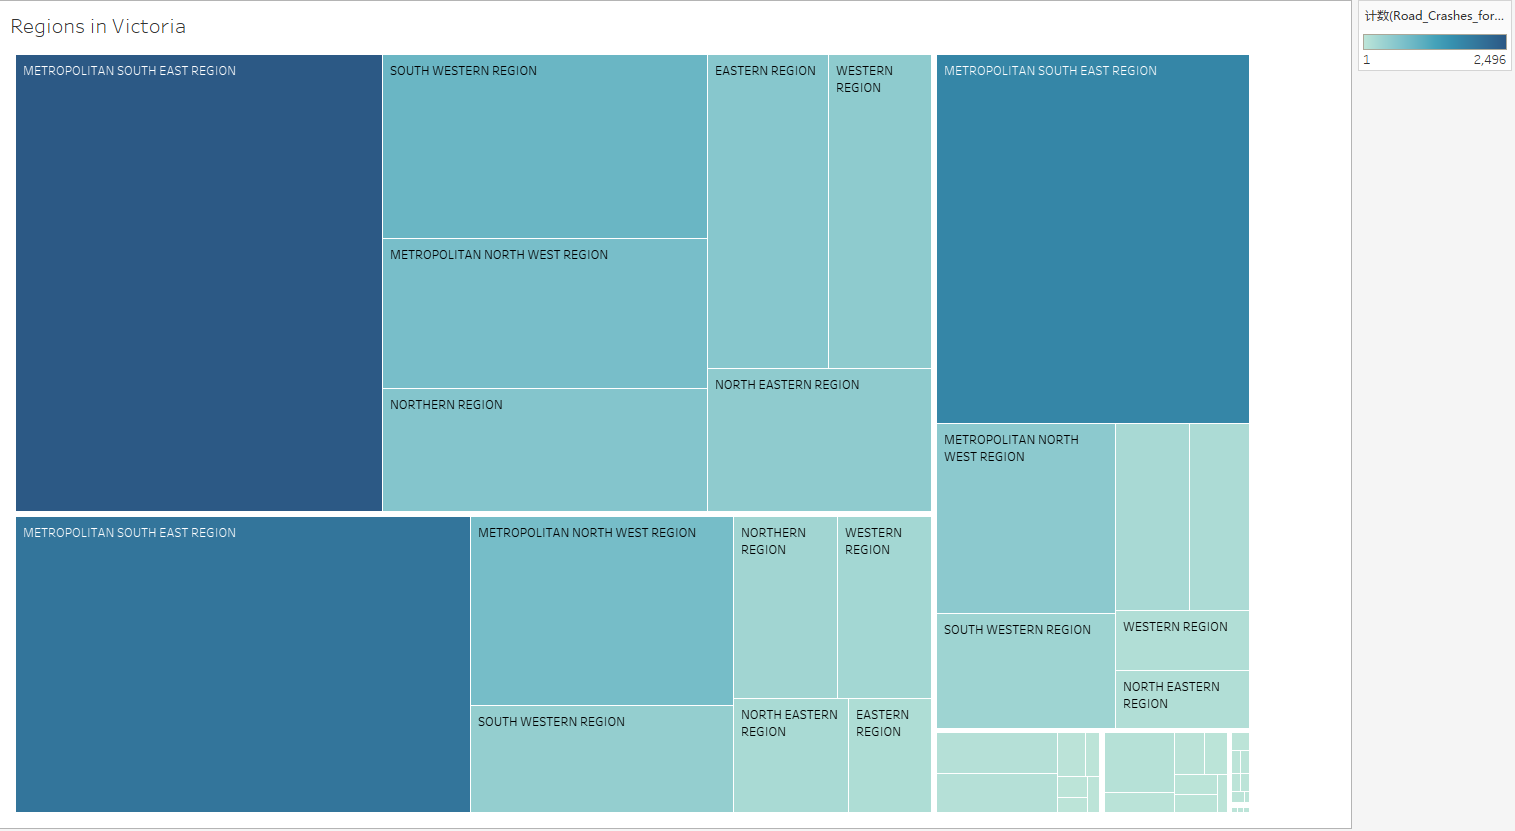 Regions in Victoria
METROPOLITAN SOUTH EAST REGION
SOUTH WESTERN REGION
METROPOLITAN NORTH WEST REGION
NORTHERN REGION
EASTERN REGION
WESTERN
REGION
NORTH EASTERN REGION
METROPOLITAN SOUTH EAST REGION
METROPOLITAN NORTH WEST REGION
SOUTH WESTERN REGION
NORTHERN
REGION
WESTERN
REGION
NORTH EASTERN
REGION
EASTERN
REGION
METROPOLITAN SOUTH EAST REGION
METROPOLITAN NORTH
WEST REGION
SOUTH WESTERN REGION
WESTERN REGION
NORTH EASTERN
REGION
计数(Road_Crashes_for...
1 2,496